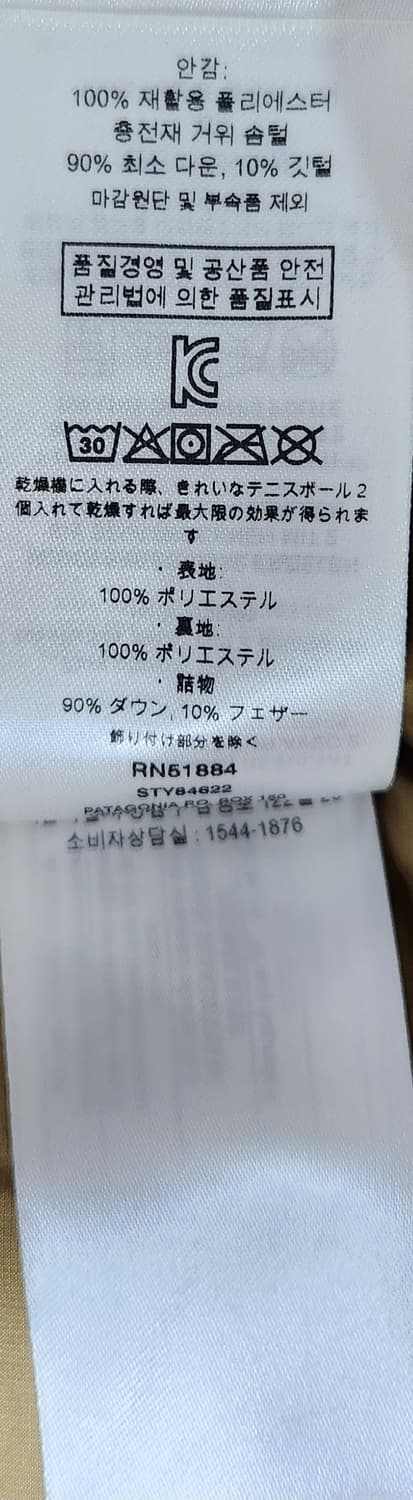 안감:
100% 재활용 폴리에스터
충전재 거위 솜털
90% 최소 다운, 10% 깃털
마감원단 및 부속품 제외
품질경영 및 공산품 안전
관리법에 의한 품질표시
30
乾燥機に入れる際、きれいなテニスボール2
個入れて乾燥すれば最大限の効果が得られま
す
· 表地:
100% ポリエステル
· 裏地:
100% ポリエステル
· 詰物
90% ダウン, 10% フェザー
飾り付け部分を除く
RN51884
STY84622
PATAGONIA PO BOX 150
소비자상담실 : 1544-1876